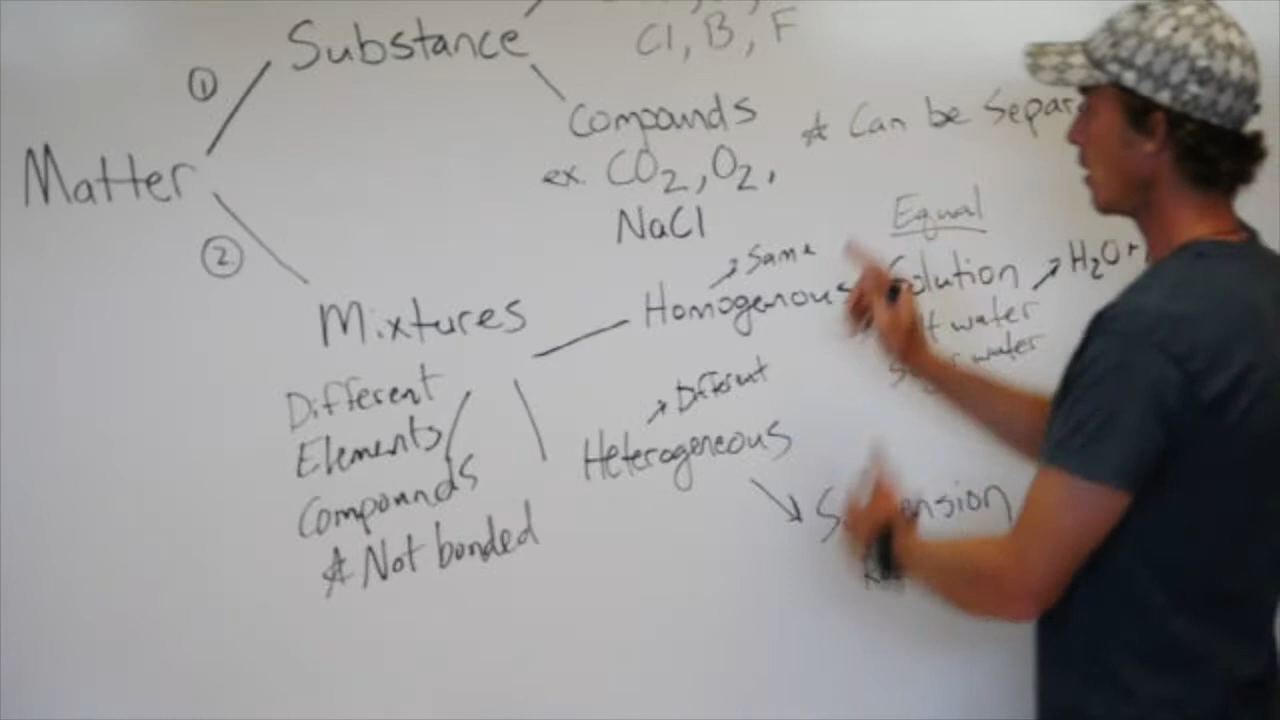 Substance
Cl, B, F
①
Compounds
* Can be Separ
Matter
ex. CO2, O2,
NaCl
Equal
②
→ Same
Solution → H2O +
Homogenous
Mixtures
water
water
→ Different
Different
Elements/
Heterogeneous
Compounds
* Not bonded